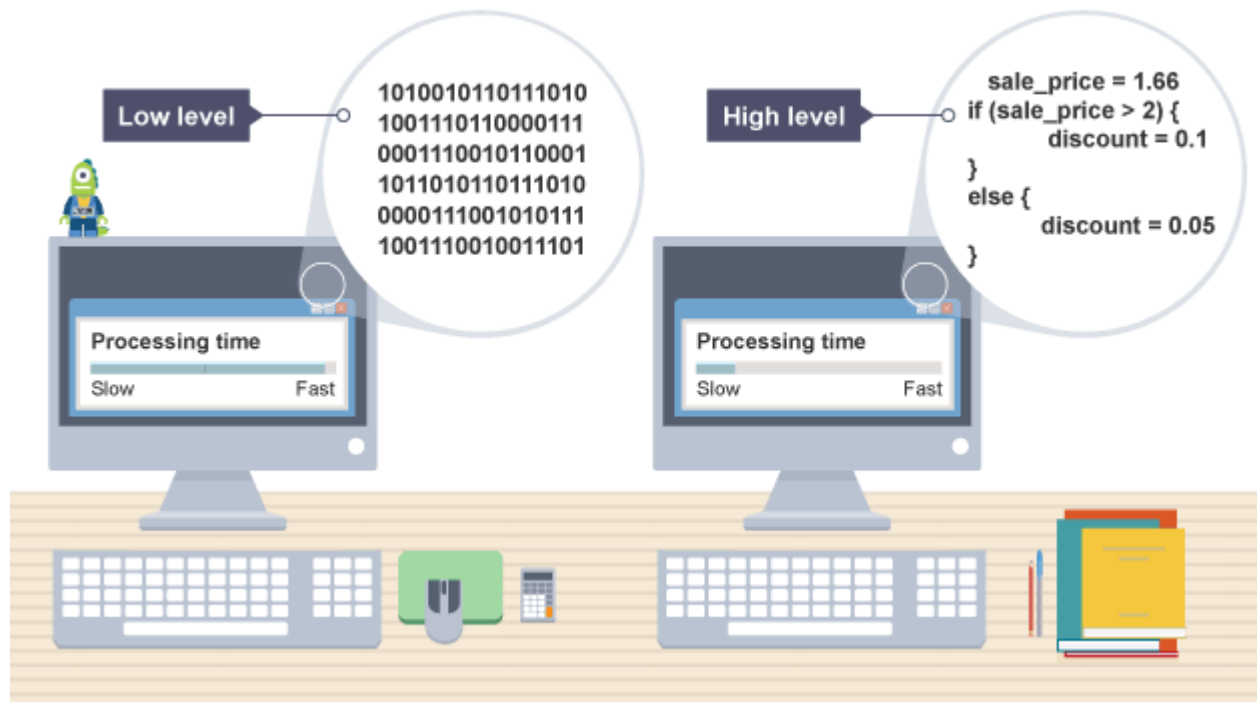 Low level
1010010110111010
1001110110000111
0001110010110001
1011010110111010
0000111001010111
1001110010011101
Processing time
Slow Fast
High level
sale_price = 1.66
if (sale_price > 2) {
discount = 0.1
}
else {
discount = 0.05
}
Processing time
Slow Fast